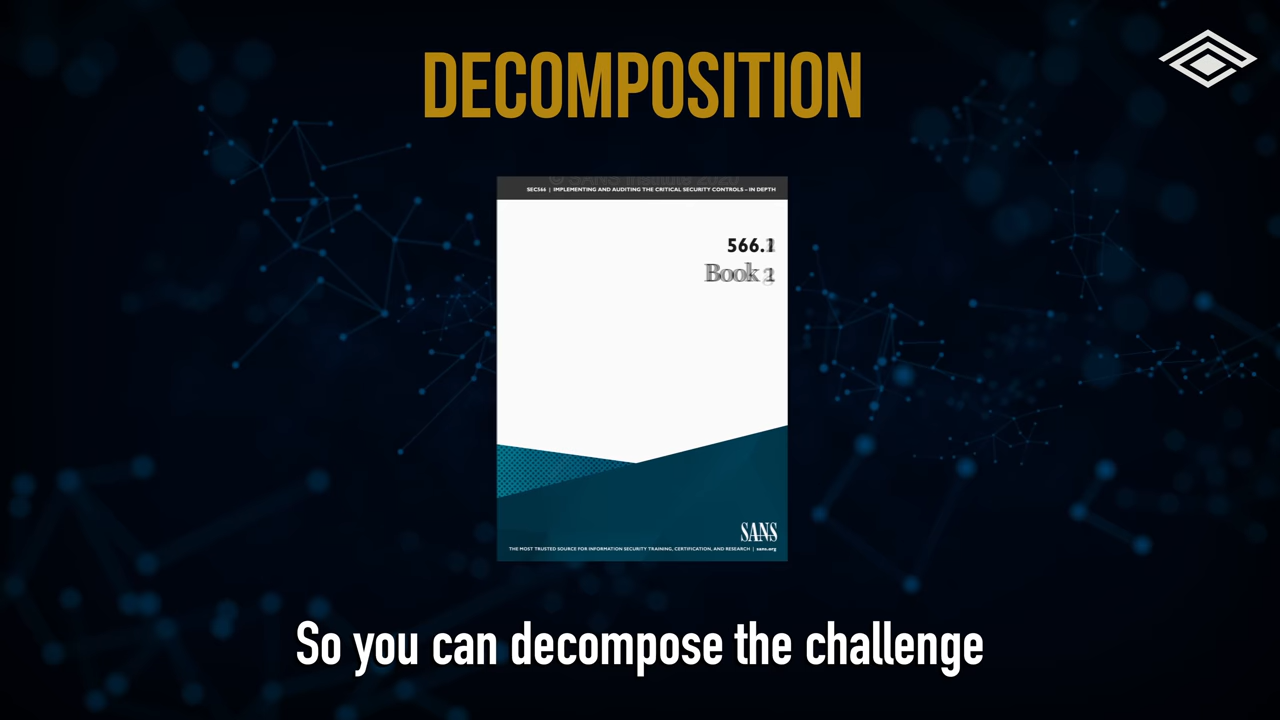 DECOMPOSITION
SEC566 | IMPLEMENTING AND AUDITING THE CRITICAL SECURITY CONTROLS – IN DEPTH
566.
Book
SANS
THE MOST TRUSTED SOURCE FOR INFORMATION SECURITY TRAINING, CERTIFICATION, AND RESEARCH | sans.org
So you can decompose the challenge